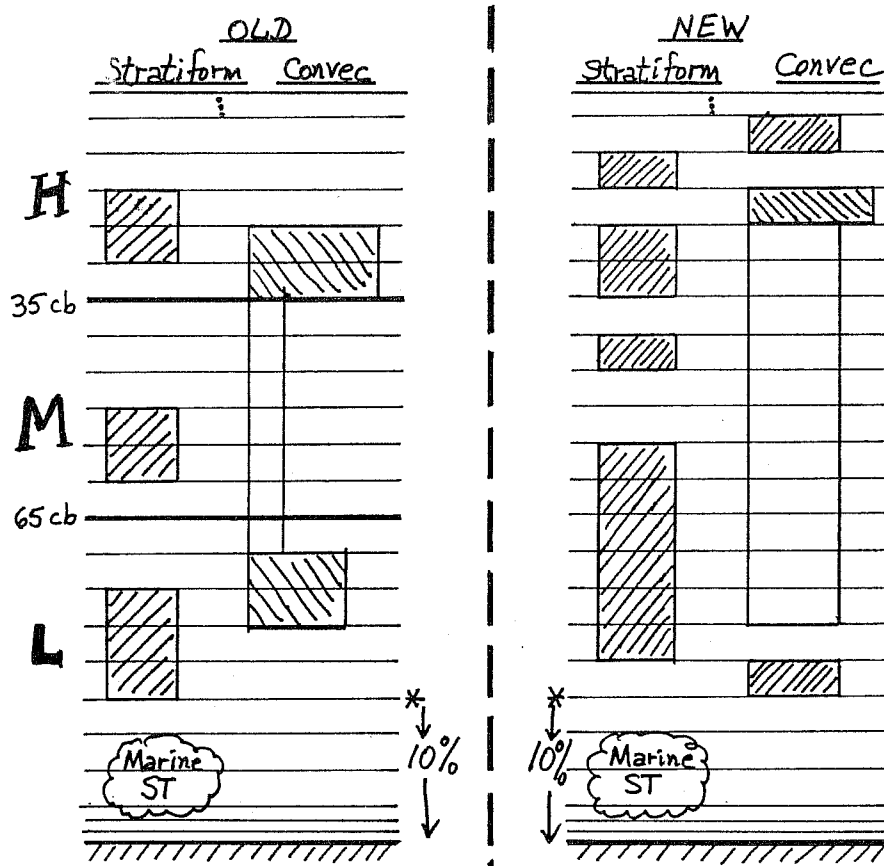 OLD
Stratiform Convec
H
35 cb
M
65 cb
L
*
10%
Marine
ST
NEW
Stratiform Convec
*
10%
Marine
ST